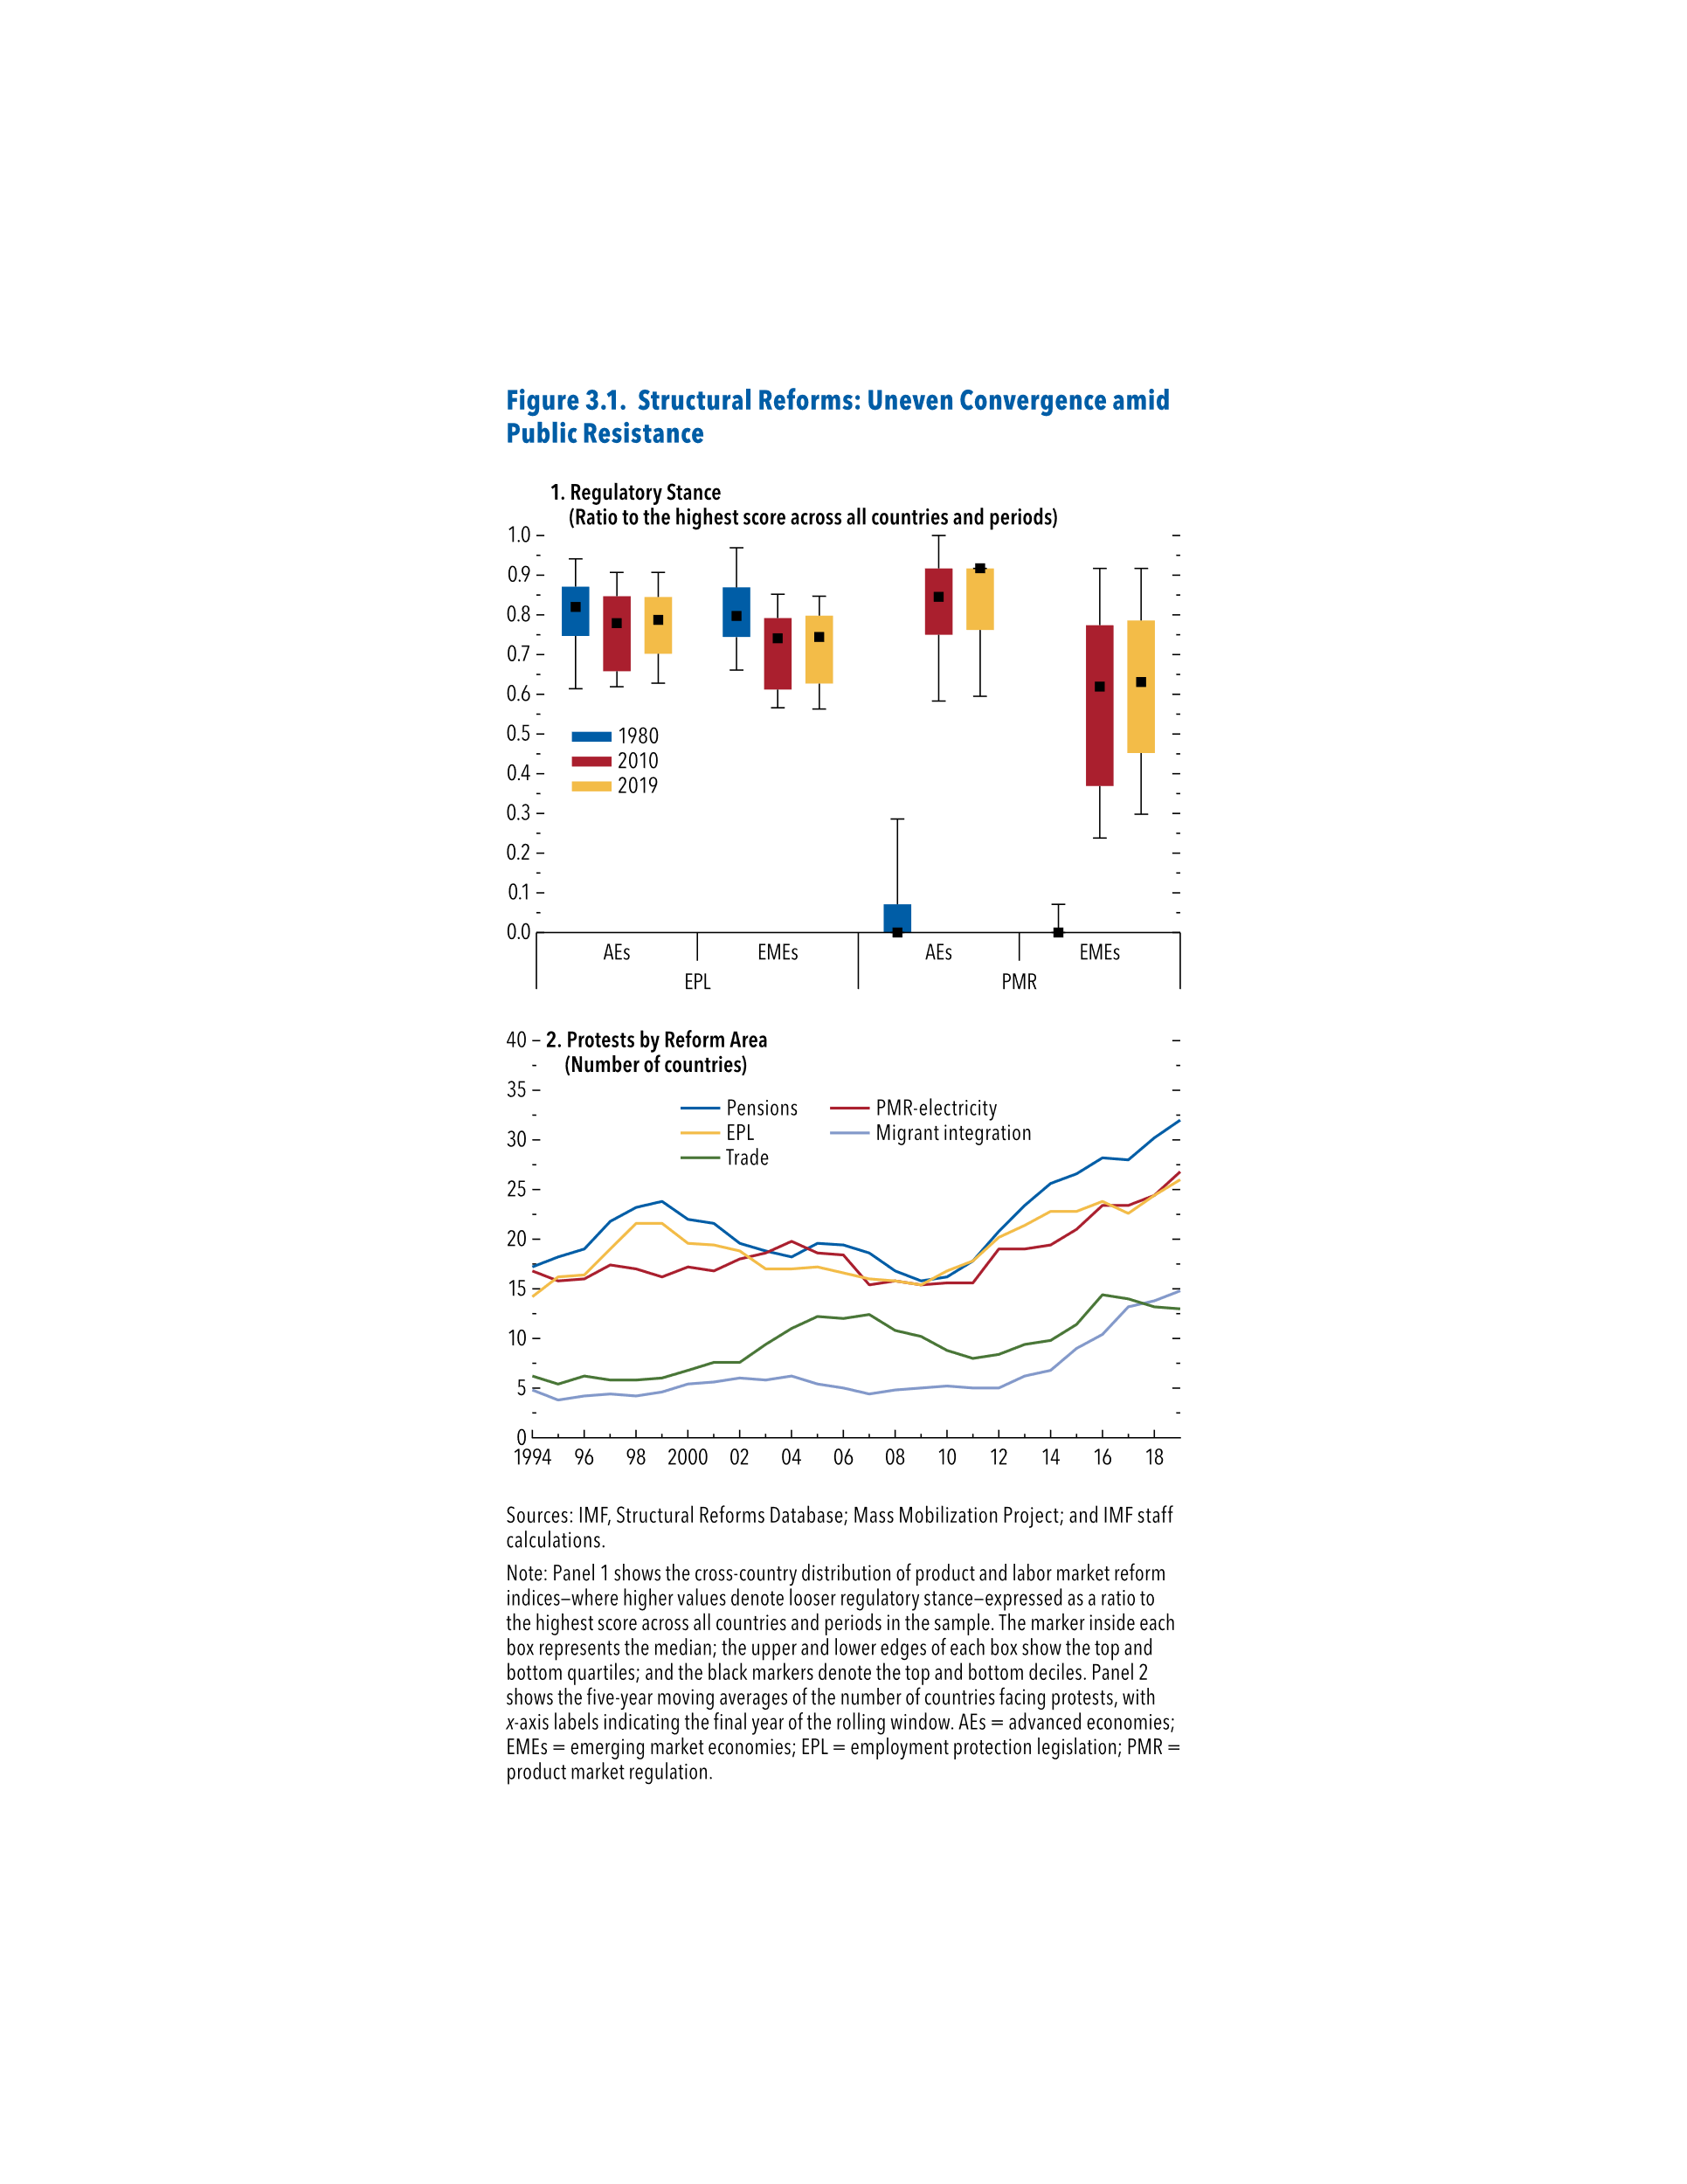 Figure 3.1. Structural Reforms: Uneven Convergence amid
Public Resistance
1. Regulatory Stance
(Ratio to the highest score across all countries and periods)
1.0
0.9
0.8
0.7
0.6
0.5
0.4
0.3
0.2
0.1
0.0
1980
2010
2019
AEs EMEs AEs EMEs
EPL PMR
2. Protests by Reform Area
(Number of countries)
40
35
30
25
20
15
10
5
0
Pensions PMR-electricity
EPL Migrant integration
Trade
1994 96 98 2000 02 04 06 08 10 12 14 16 18
Sources: IMF, Structural Reforms Database; Mass Mobilization Project; and IMF staff
calculations.
Note: Panel 1 shows the cross-country distribution of product and labor market reform
indices—where higher values denote looser regulatory stance—expressed as a ratio to
the highest score across all countries and periods in the sample. The marker inside each
box represents the median; the upper and lower edges of each box show the top and
bottom quartiles; and the black markers denote the top and bottom deciles. Panel 2
shows the five-year moving averages of the number of countries facing protests, with
x-axis labels indicating the final year of the rolling window. AEs = advanced economies;
EMEs = emerging market economies; EPL = employment protection legislation; PMR =
product market regulation.